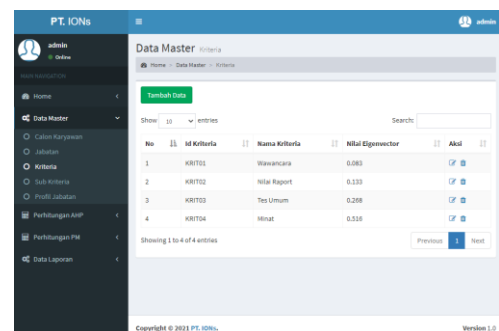 PT. IONs
admin
admin
Online
MAIN NAVIGATION
Home
Data Master
Calon Karyawan
Jabatan
Kriteria
Sub Kriteria
Profil Jabatan
Perhitungan AHP
Perhitungan PM
Data Laporan
Data Master Kriteria
Home > Data Master > Kriteria
Tambah Data
Show 10 entries Search:
No Id Kriteria Nama Kriteria Nilai Eigenvector Aksi
1 KRIT01 Wawancara 0.083
2 KRIT02 Nilai Raport 0.133
3 KRIT03 Tes Umum 0.268
4 KRIT04 Minat 0.516
Showing 1 to 4 of 4 entries Previous 1 Next
Copyright © 2021 PT. IONs. Version 1.0